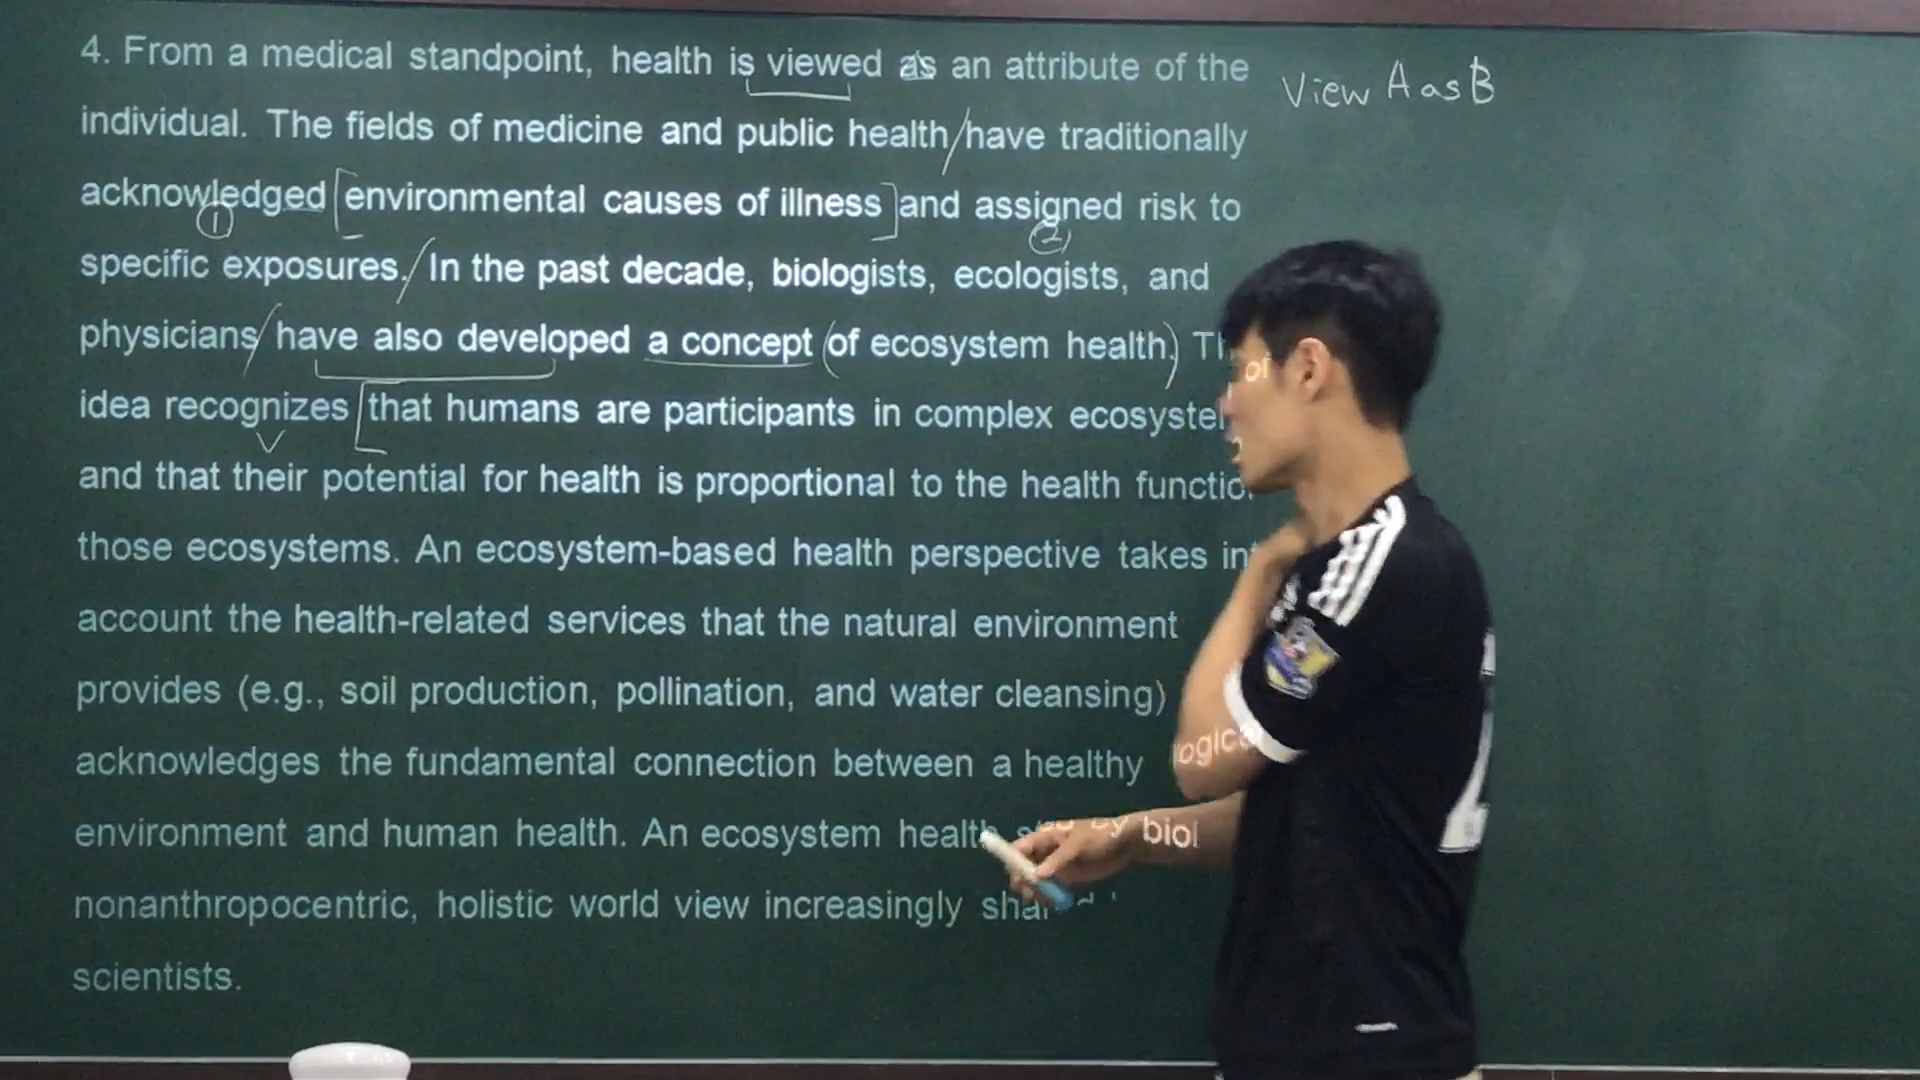 4. From a medical standpoint, health is viewed as an attribute of the
View A as B
individual. The fields of medicine and public health have traditionally
acknowledged environmental causes of illness and assigned risk to
① ②
specific exposures. In the past decade, biologists, ecologists, and
physicians have also developed a concept of ecosystem health.
idea recognizes that humans are participants in complex
V
and that their potential for health is proportional to the health
those ecosystems. An ecosystem-based health perspective takes
account the health-related services that the natural environment
provides (e.g., soil production, pollination, and water cleansing)
acknowledges the fundamental connection between a healthy
environment and human health. An ecosystem health by
nonanthropocentric, holistic world view increasingly
scientists.